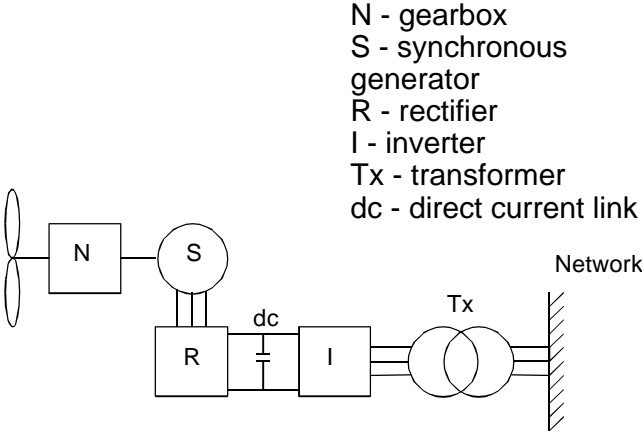 N - gearbox
S - synchronous
generator
R - rectifier
I - inverter
Tx - transformer
dc - direct current link
Network
N
S
Tx
dc
R
I